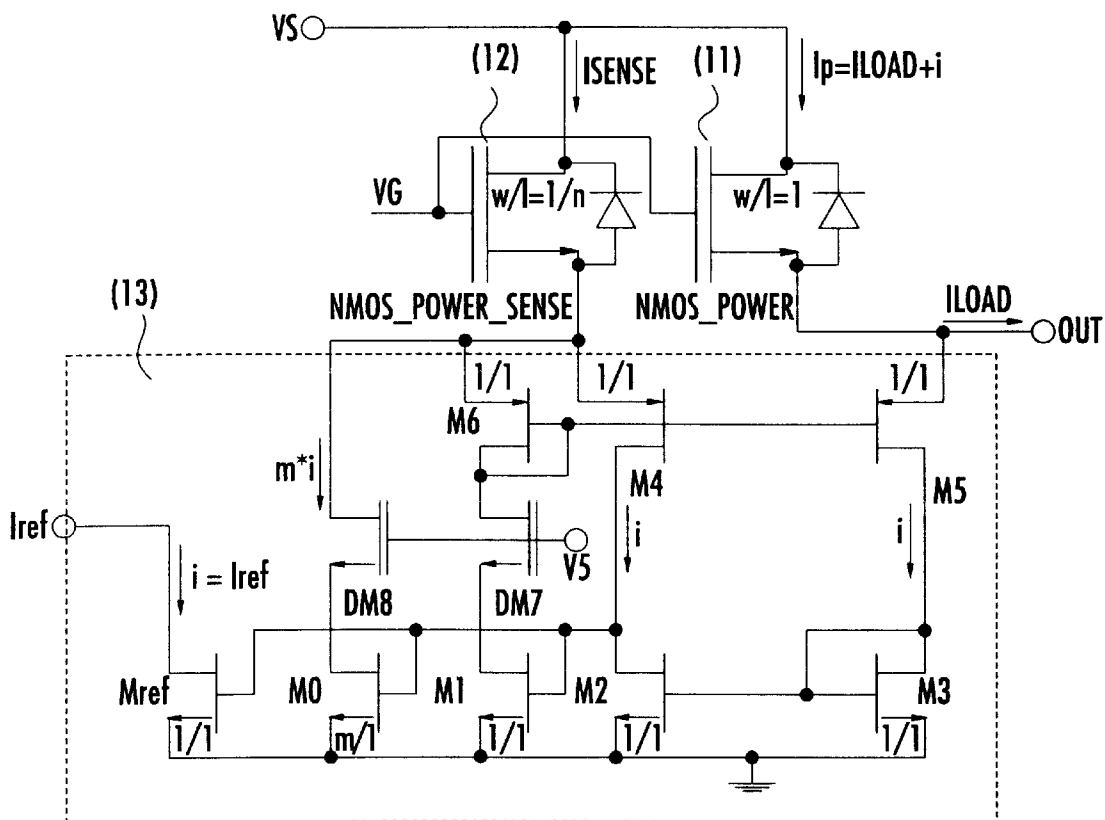 VS
(12)
ISENSE
(11)
Ip=ILOAD+i
VG
w/l=1/n
w/l=1
(13)
NMOS_POWER_SENSE
NMOS_POWER
ILOAD
OUT
1/1
1/1
1/1
M6
m*i
M4
M5
Iref
i = Iref
V5
i
i
DM8
DM7
Mref
M0
M1
M2
M3
1/1
m/1
1/1
1/1
1/1